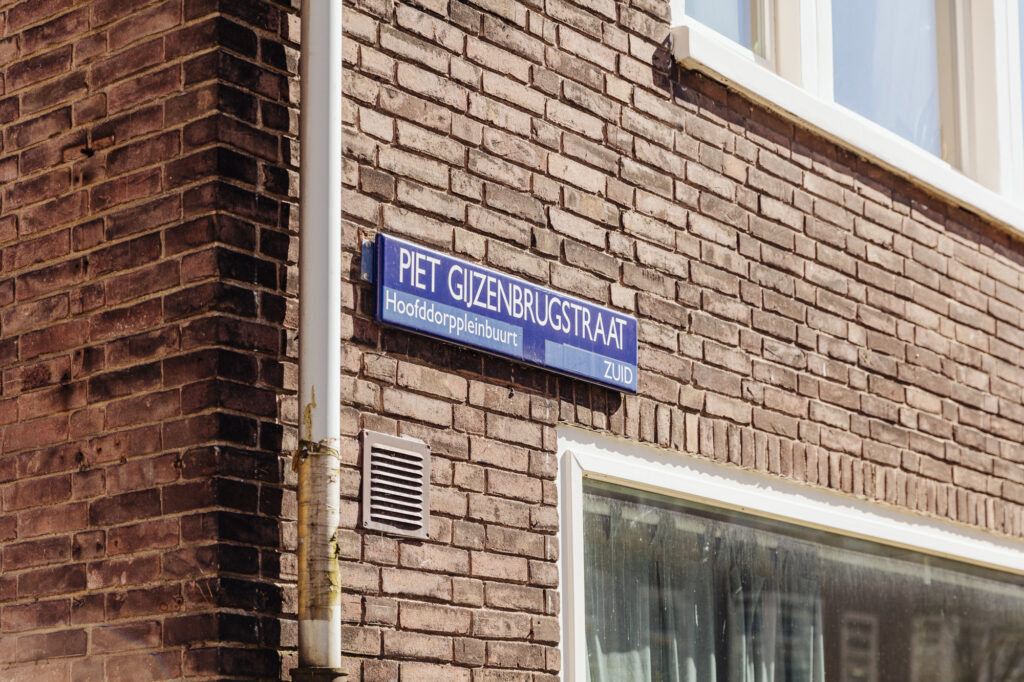 PIET GIJZENBRUGSTRAAT
Hoofddorppleinbuurt
ZUID